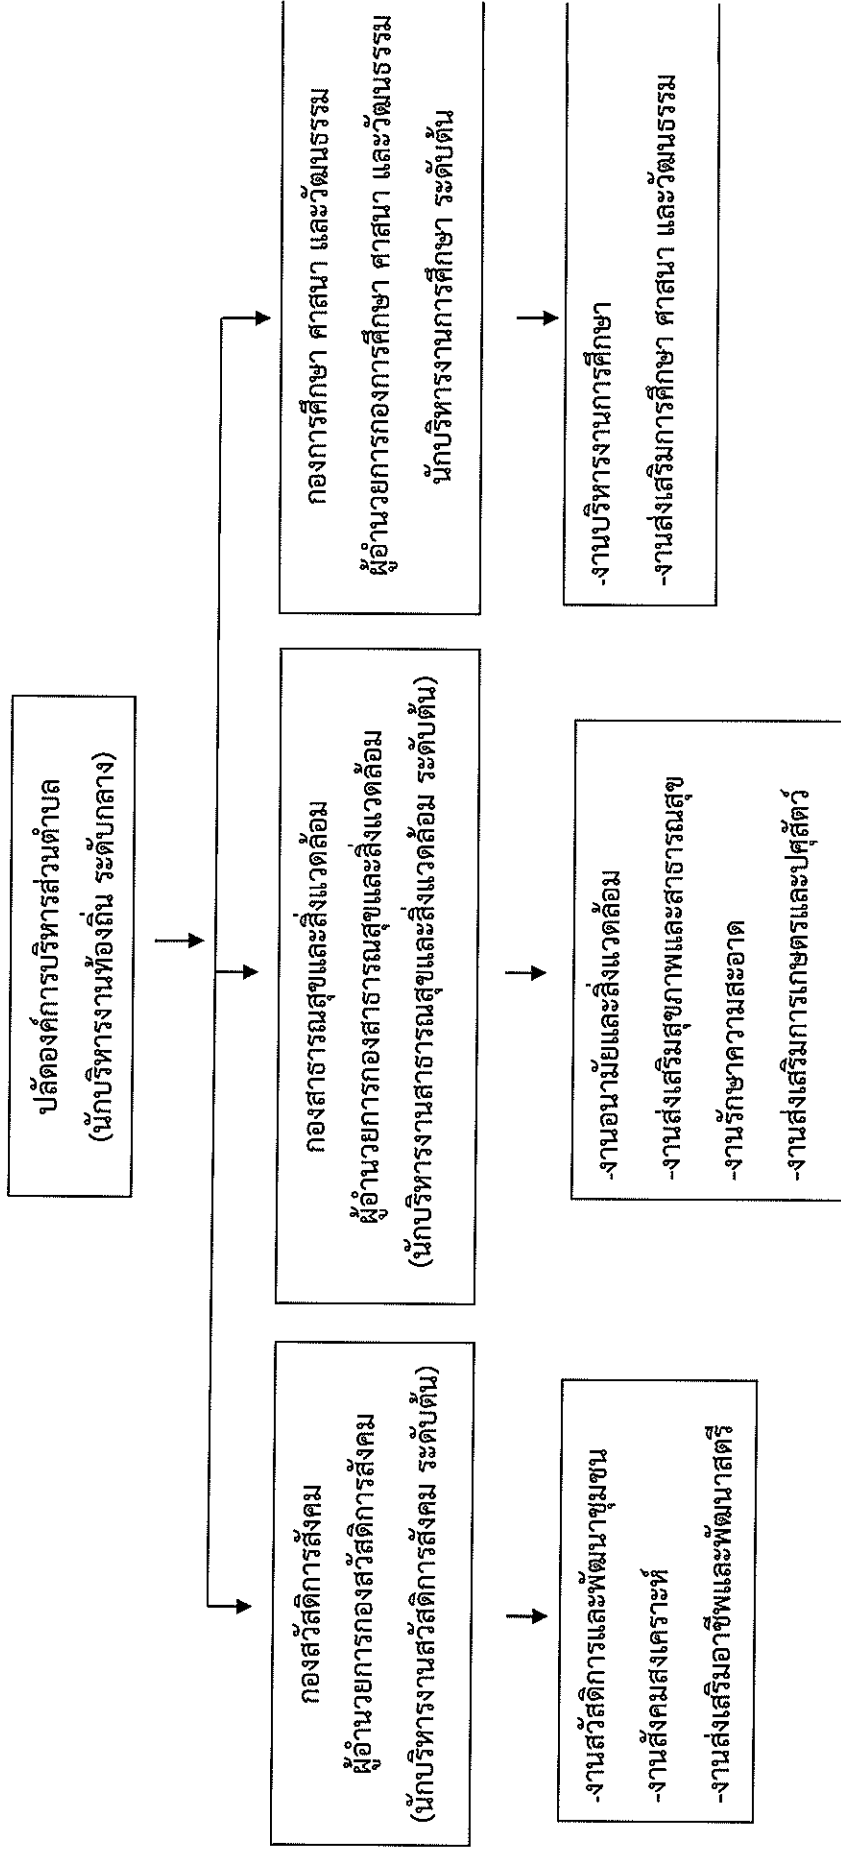 ปลัดองค์การบริหารส่วนตำบล
(นักบริหารงานท้องถิ่น ระดับกลาง)
กองสวัสดิการสังคม
ผู้อำนวยการกองสวัสดิการสังคม
(นักบริหารงานสวัสดิการสังคม ระดับต้น)
-งานสวัสดิการและพัฒนาชุมชน
-งานสังคมสงเคราะห์
-งานส่งเสริมอาชีพและพัฒนาสตรี
กองสาธารณสุขและสิ่งแวดล้อม
ผู้อำนวยการกองสาธารณสุขและสิ่งแวดล้อม
(นักบริหารงานสาธารณสุขและสิ่งแวดล้อม ระดับต้น)
-งานอนามัยและสิ่งแวดล้อม
-งานส่งเสริมสุขภาพและสาธารณสุข
-งานรักษาความสะอาด
-งานส่งเสริมการเกษตรและปศุสัตว์
กองการศึกษา ศาสนา และวัฒนธรรม
ผู้อำนวยการกองการศึกษา ศาสนา และวัฒนธรรม
นักบริหารงานการศึกษา ระดับต้น
-งานบริหารงานการศึกษา
-งานส่งเสริมการศึกษา ศาสนา และวัฒนธรรม